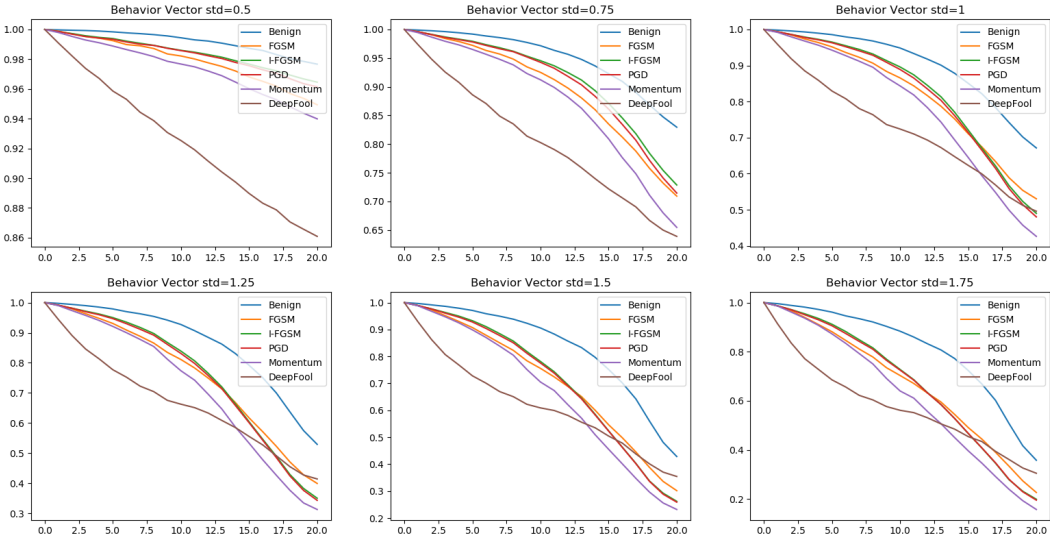 Behavior Vector std=0.5
1.00
0.98
0.96
0.94
0.92
0.90
0.88
0.86
0.0 2.5 5.0 7.5 10.0 12.5 15.0 17.5 20.0
Benign
FGSM
I-FGSM
PGD
Momentum
DeepFool
Behavior Vector std=0.75
1.00
0.95
0.90
0.85
0.80
0.75
0.70
0.65
0.0 2.5 5.0 7.5 10.0 12.5 15.0 17.5 20.0
Benign
FGSM
I-FGSM
PGD
Momentum
DeepFool
Behavior Vector std=1
1.0
0.9
0.8
0.7
0.6
0.5
0.4
0.0 2.5 5.0 7.5 10.0 12.5 15.0 17.5 20.0
Benign
FGSM
I-FGSM
PGD
Momentum
DeepFool
Behavior Vector std=1.25
1.0
0.9
0.8
0.7
0.6
0.5
0.4
0.3
0.0 2.5 5.0 7.5 10.0 12.5 15.0 17.5 20.0
Benign
FGSM
I-FGSM
PGD
Momentum
DeepFool
Behavior Vector std=1.5
1.0
0.9
0.8
0.7
0.6
0.5
0.4
0.3
0.2
0.0 2.5 5.0 7.5 10.0 12.5 15.0 17.5 20.0
Benign
FGSM
I-FGSM
PGD
Momentum
DeepFool
Behavior Vector std=1.75
1.0
0.8
0.6
0.4
0.2
0.0 2.5 5.0 7.5 10.0 12.5 15.0 17.5 20.0
Benign
FGSM
I-FGSM
PGD
Momentum
DeepFool